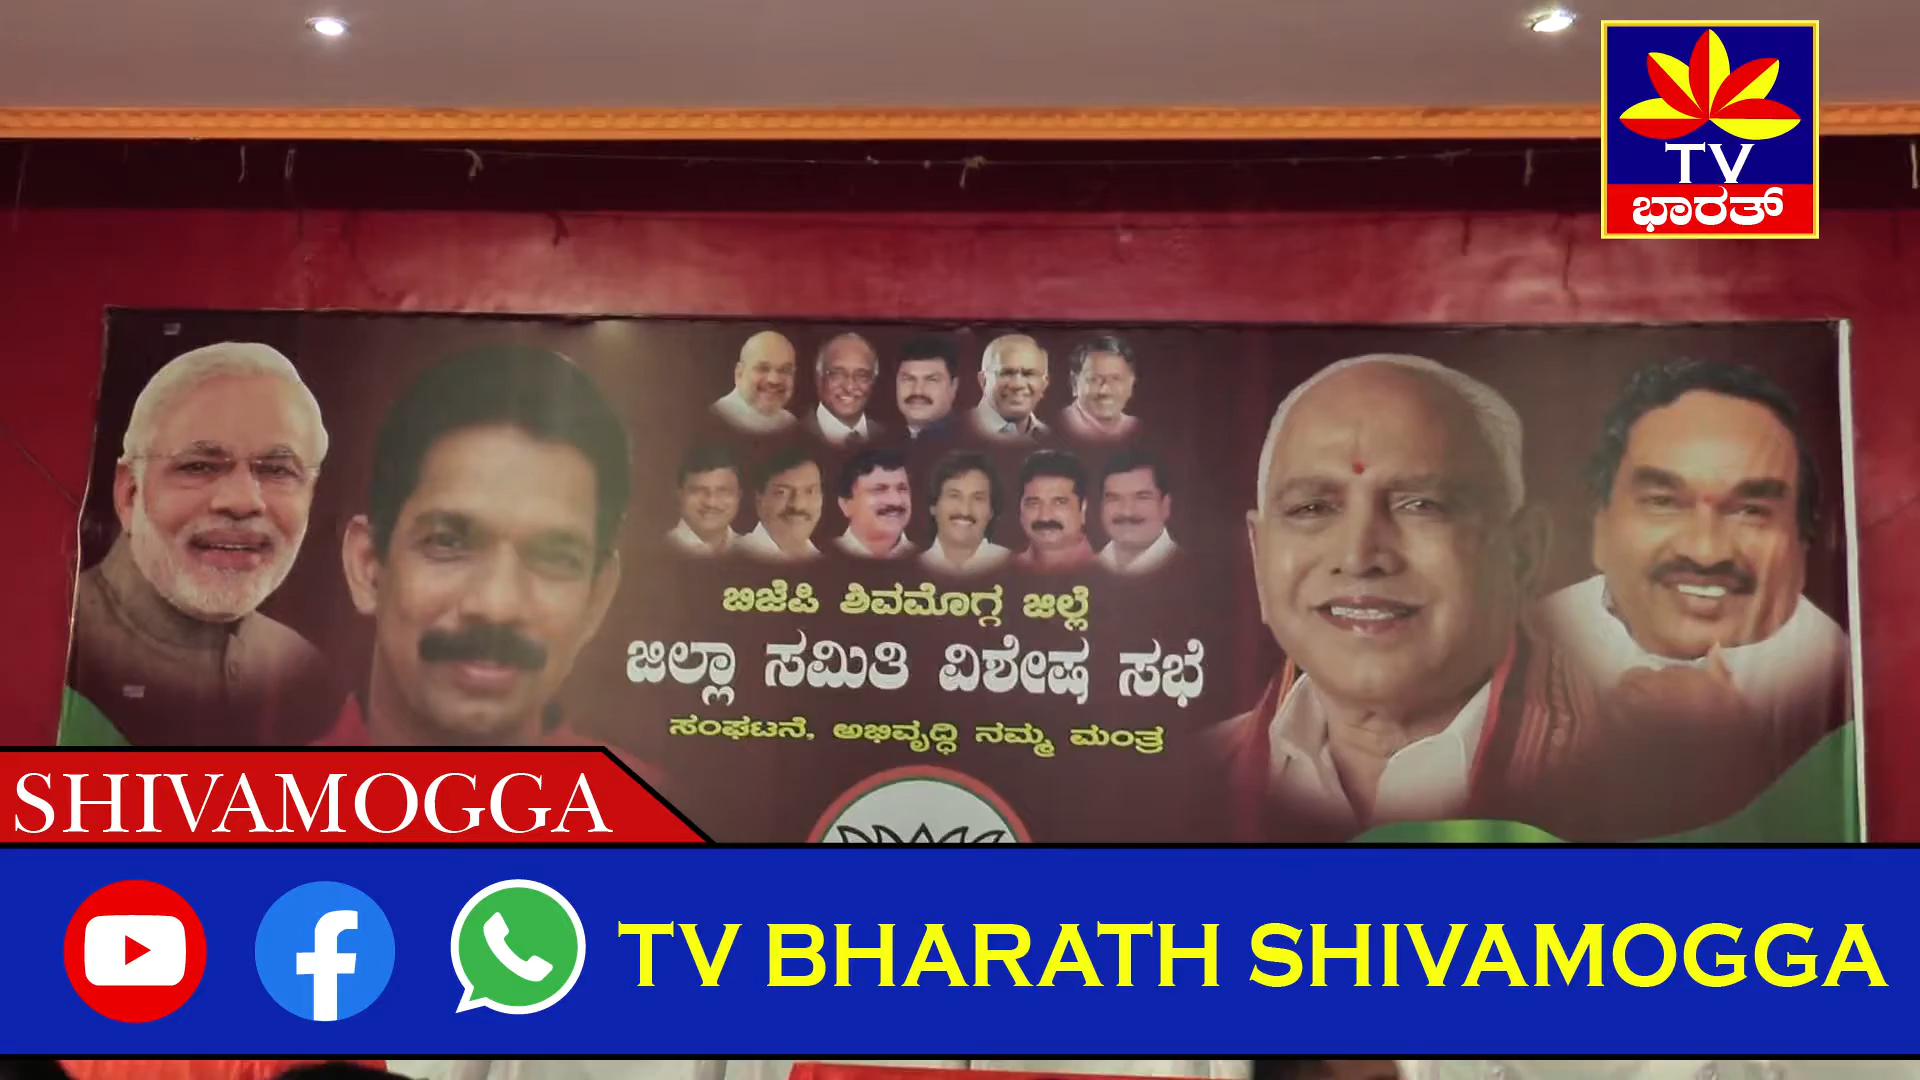 TV
ಭಾರತ್
ಬಿಜೆಪಿ ಶಿವಮೊಗ್ಗ ಜಿಲ್ಲೆ
ಜಿಲ್ಲಾ ಸಮಿತಿ ವಿಶೇಷ ಸಭೆ
ಸಂಘಟನೆ, ಅಭಿವೃದ್ಧಿ ನಮ್ಮ ಮಂತ್ರ
SHIVAMOGGA
TV BHARATH SHIVAMOGGA